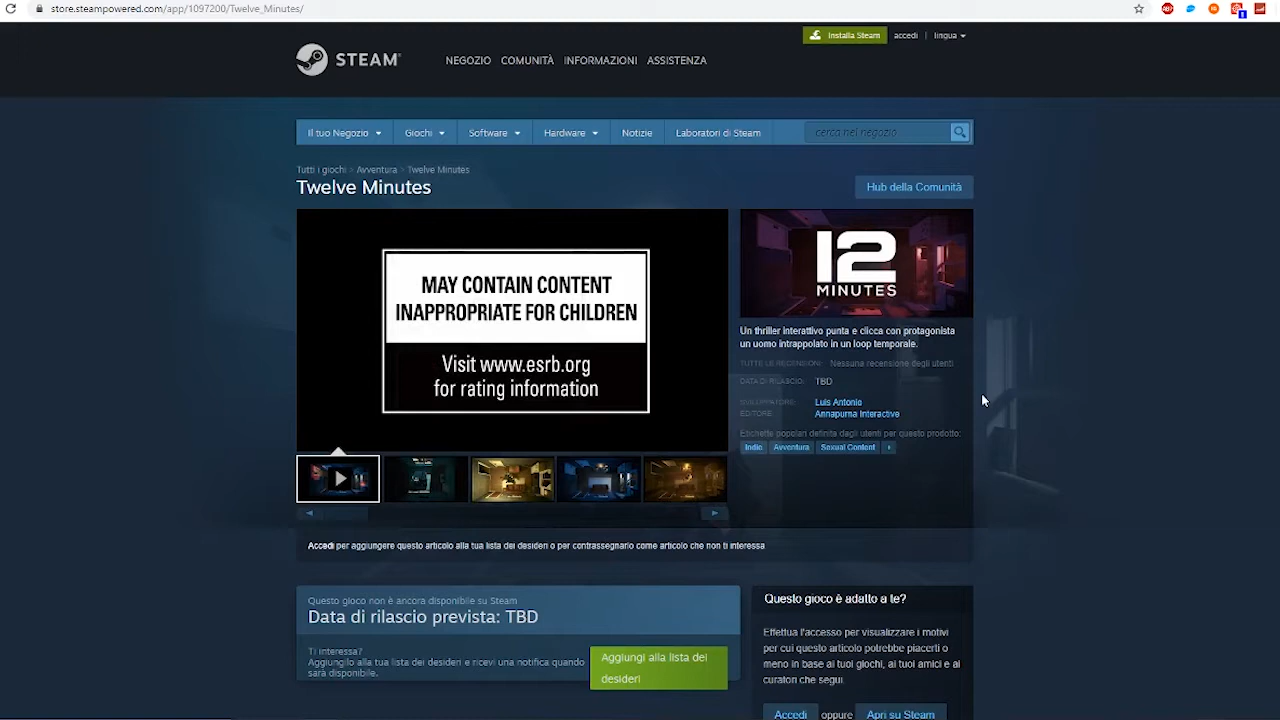 store.steampowered.com/app/1097200/Twelve_Minutes/
Installa Steam accedi | lingua
STEAM NEGOZIO COMUNITÀ INFORMAZIONI ASSISTENZA
Il tuo Negozio Giochi Software Hardware Notizie Laboratori di Steam cerca nel negozio
Tutti i giochi > Avventura > Twelve Minutes
Twelve Minutes
Hub della Comunità
MAY CONTAIN CONTENT
INAPPROPRIATE FOR CHILDREN
Visit www.esrb.org
for rating information
12
MINUTES
Un thriller interattivo punta e clicca con protagonista
un uomo intrappolato in un loop temporale.
TUTTE LE RECENSIONI: Nessuna recensione degli utenti
DATA DI RILASCIO: TBD
SVILUPPATORE: Luis Antonio
EDITORE: Annapurna Interactive
Etichette popolari definite dagli utenti per questo prodotto:
Indie Avventura Sexual Content +
Accedi per aggiungere questo articolo alla tua lista dei desideri o per contrassegnarlo come articolo che non ti interessa
Questo gioco non è ancora disponibile su Steam
Data di rilascio prevista: TBD
Ti interessa?
Aggiungilo alla tua lista dei desideri e ricevi una notifica quando
sarà disponibile.
Aggiungi alla lista dei
desideri
Questo gioco è adatto a te?
Effettua l'accesso per visualizzare i motivi
per cui questo articolo potrebbe piacerti o
meno in base ai tuoi giochi, ai tuoi amici e ai
curatori che segui.
Accedi oppure Apri su Steam